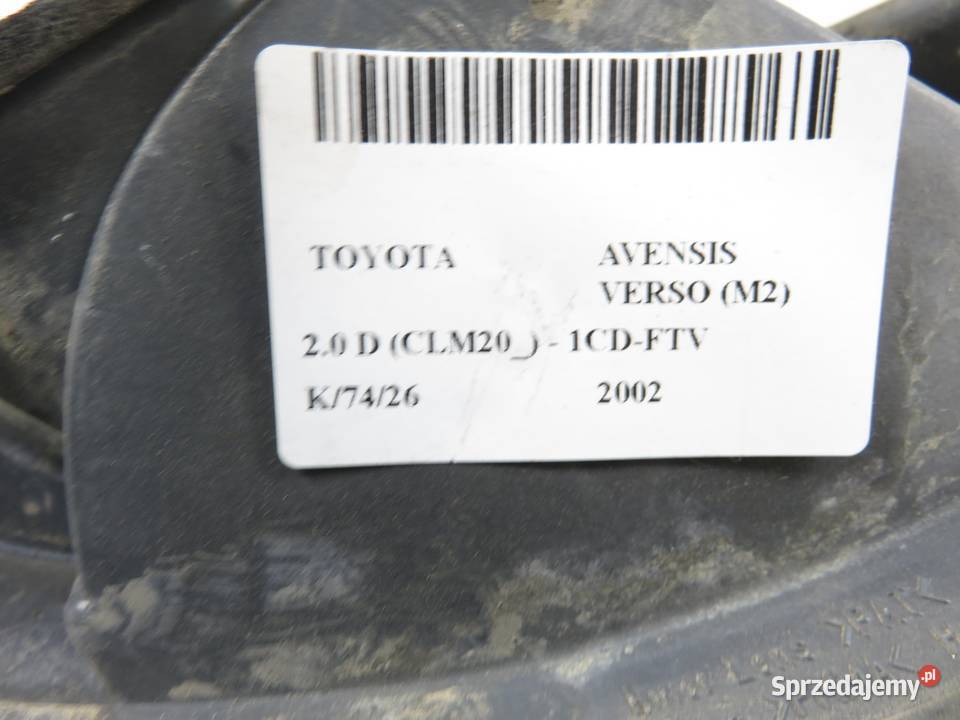 TOYOTA AVENSIS
VERSO (M2)
2.0 D (CLM20_) - 1CD-FTV
K/74/26 2002
Sprzedajemy.pl